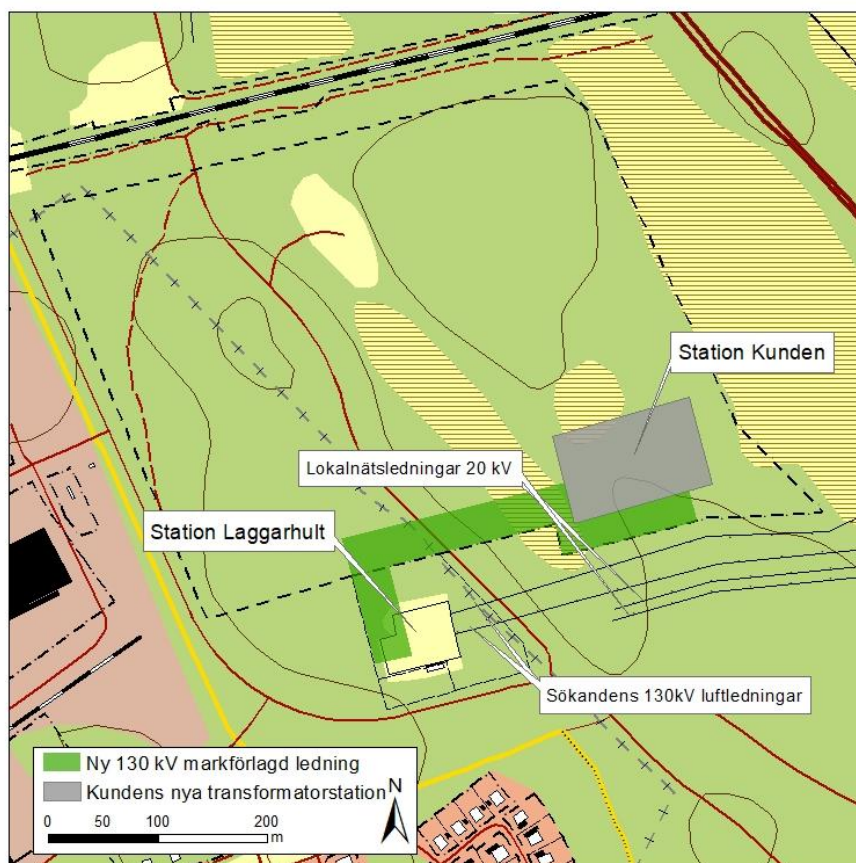 Station Kunden
Lokalnätsledningar 20 kV
Station Laggarhult
Sökandens 130kV luftledningar
Ny 130 kV markförlagd ledning
Kundens nya transformatorstation
N
0 100 200
m